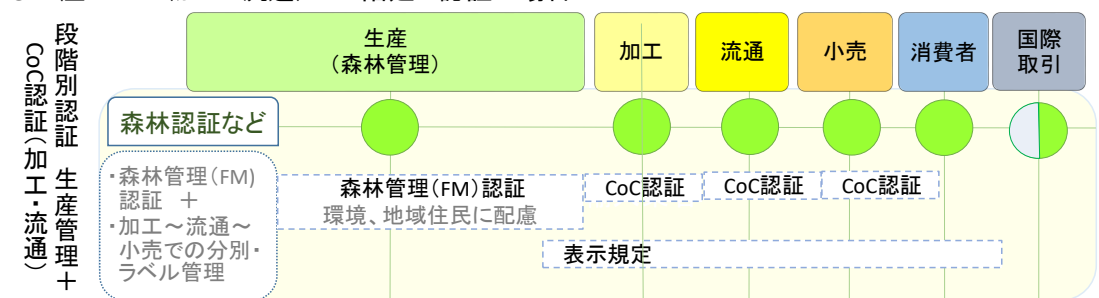 段階別認証 生産管理＋
CoC認証（加工・流通）
生産
（森林管理）
加工
流通
小売
消費者
国際
取引
森林認証など
・森林管理（FM）
認証 ＋
・加工～流通～
小売での分別・
ラベル管理
森林管理（FM）認証
環境、地域住民に配慮
CoC認証
CoC認証
CoC認証
表示規定